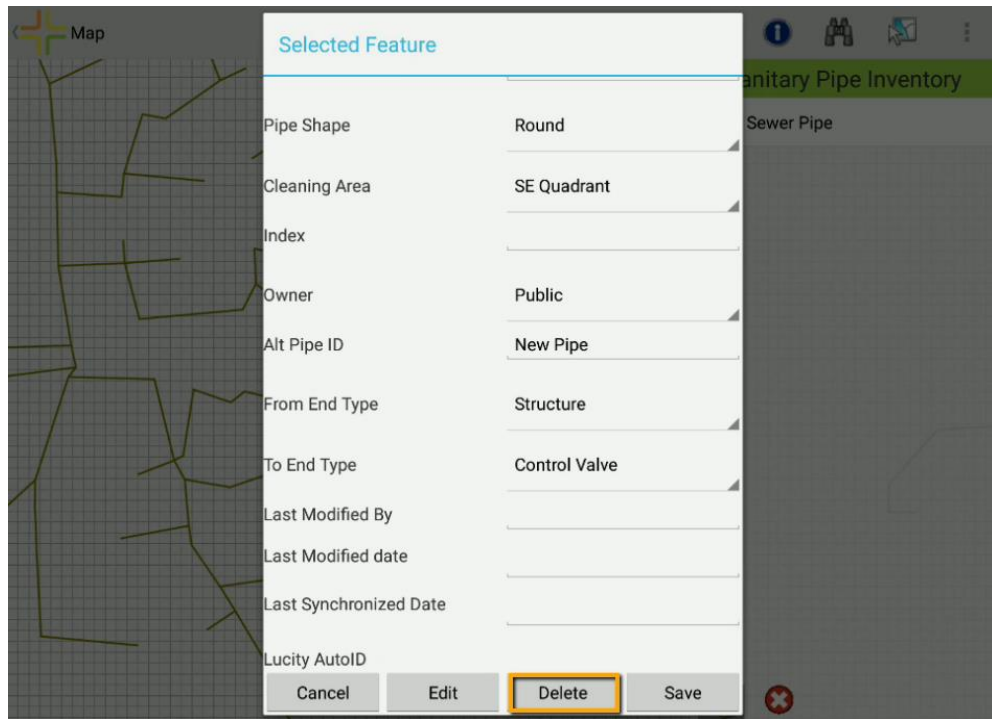 Map
Selected Feature
anitary Pipe Inventory
Sewer Pipe
Pipe Shape Round
Cleaning Area SE Quadrant
Index
Owner Public
Alt Pipe ID New Pipe
From End Type Structure
To End Type Control Valve
Last Modified By
Last Modified date
Last Synchronized Date
Lucity AutoID
Cancel Edit Delete Save